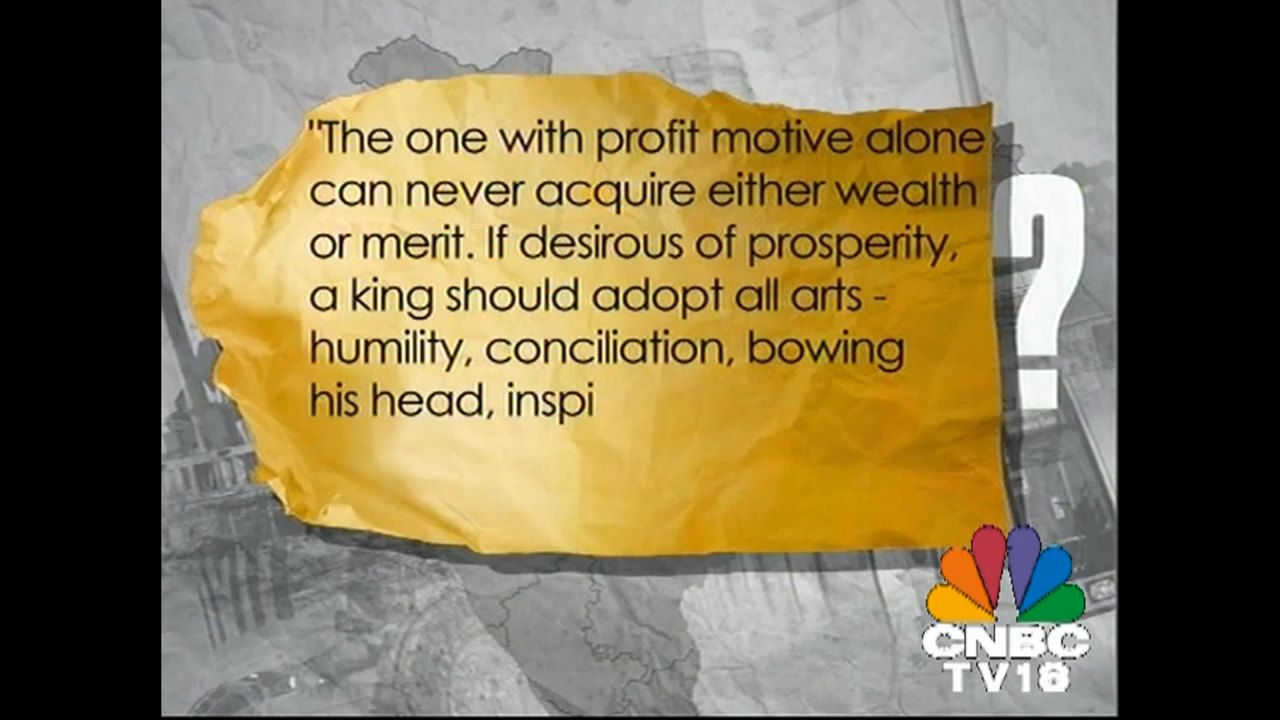 "The one with profit motive alone
can never acquire either wealth
or merit. If desirous of prosperity,
a king should adopt all arts -
humility, conciliation, bowing
his head, inspi
?
CNBC
TV18